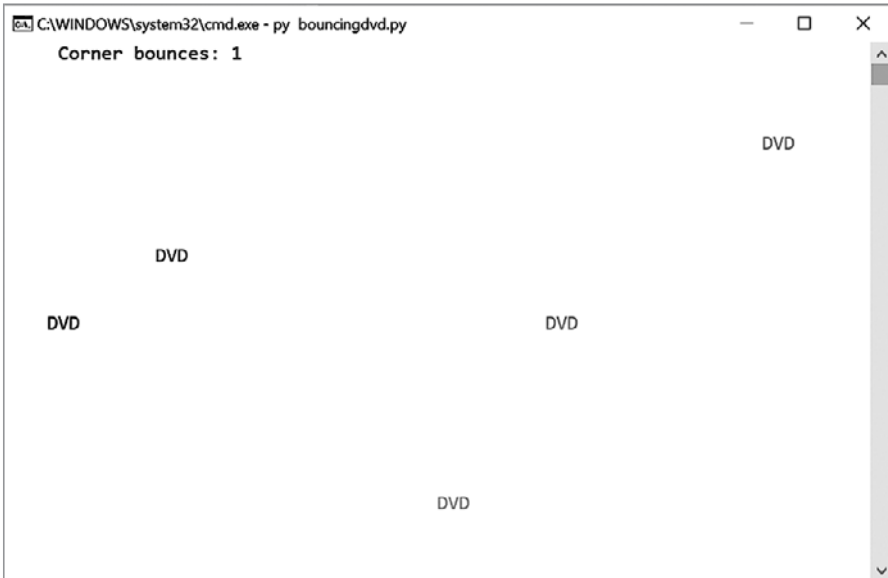 C:\WINDOWS\system32\cmd.exe - py bouncingdvd.py
Corner bounces: 1
DVD
DVD
DVD DVD
DVD